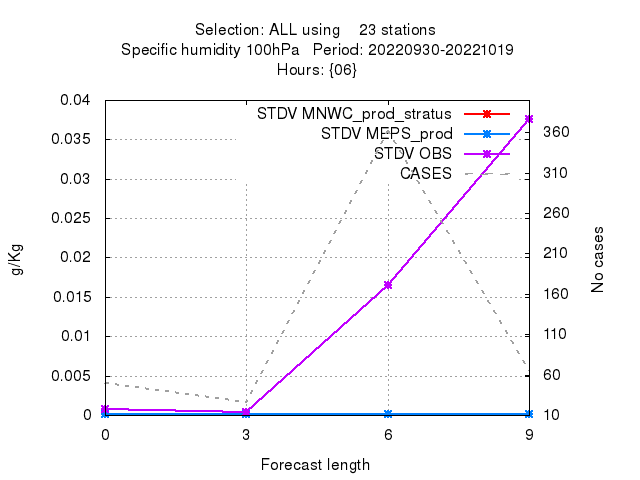 Selection: ALL using 23 stations
Specific humidity 100hPa Period: 20220930-20221019
Hours: {06}
STDV MNWC_prod_stratus
STDV MEPS_prod
STDV OBS
CASES
0.04
0.035
0.03
0.025
0.02
0.015
0.01
0.005
0
360
310
260
210
160
110
60
10
0 3 6 9
g/Kg
No cases
Forecast length